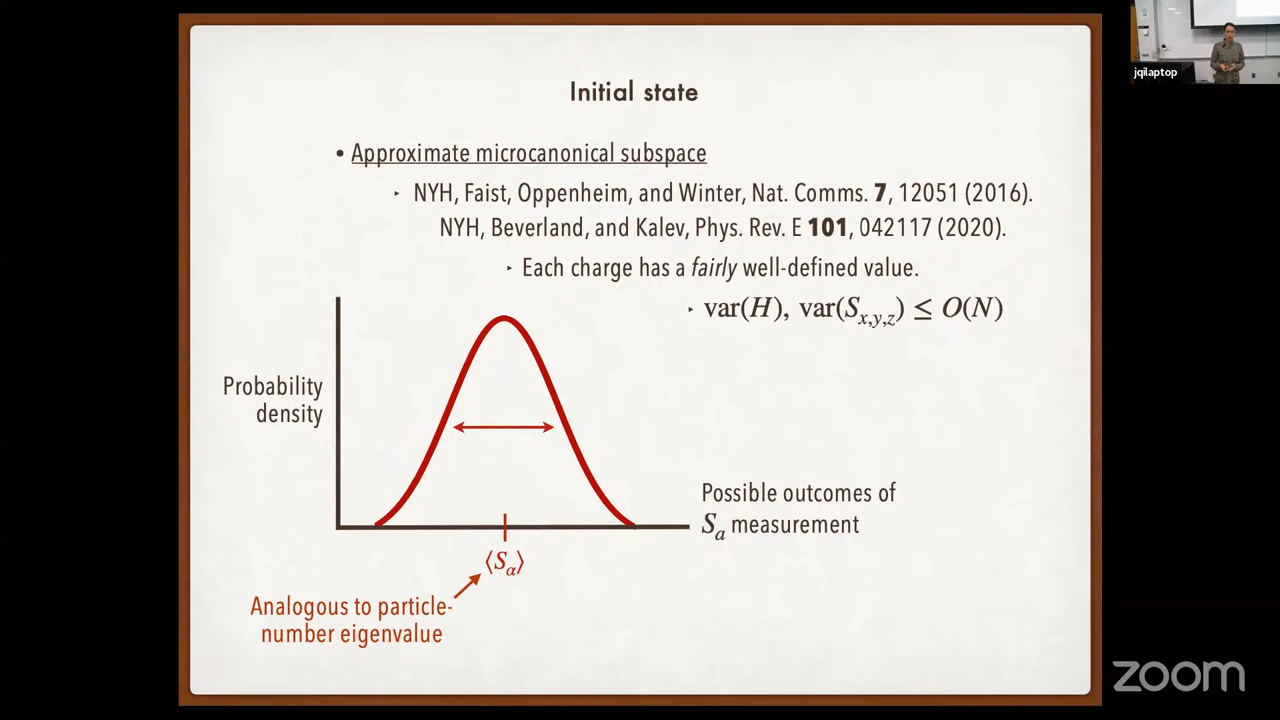 Initial state
• Approximate microcanonical subspace
‣ NYH, Faist, Oppenheim, and Winter, Nat. Comms. 7, 12051 (2016).
NYH, Beverland, and Kalev, Phys. Rev. E 101, 042117 (2020).
‣ Each charge has a fairly well-defined value.
‣ var(H), var(Sx,y,z) ≤ O(N)
Probability
density
Possible outcomes of
Sa measurement
⟨Sα⟩
Analogous to particle-
number eigenvalue
jqilaptop
zoom